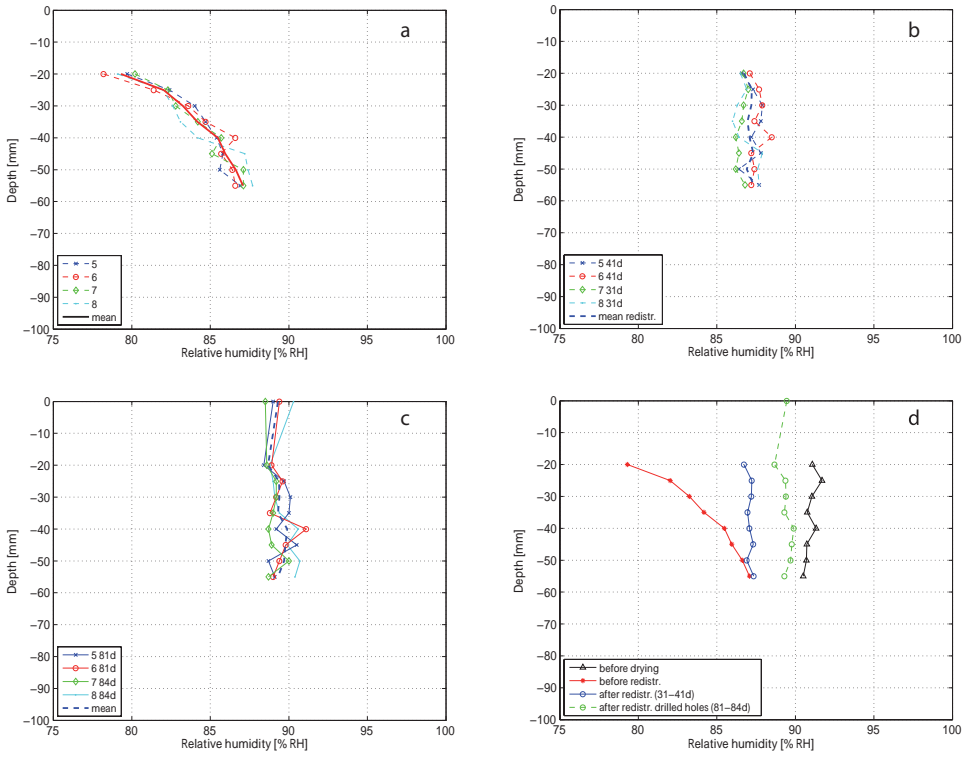 a
0
−10
−20
−30
−40
−50
−60
−70
−80
−90
−100
Depth [mm]
75 80 85 90 95 100
Relative humidity [% RH]
5
6
7
8
mean
b
0
−10
−20
−30
−40
−50
−60
−70
−80
−90
−100
Depth [mm]
75 80 85 90 95 100
Relative humidity [% RH]
5 41d
6 41d
7 31d
8 31d
mean redistr.
c
0
−10
−20
−30
−40
−50
−60
−70
−80
−90
−100
Depth [mm]
75 80 85 90 95 100
Relative humidity [% RH]
5 81d
6 81d
7 84d
8 84d
mean
d
0
−10
−20
−30
−40
−50
−60
−70
−80
−90
−100
Depth [mm]
75 80 85 90 95 100
Relative humidity [% RH]
before drying
before redistr.
after redistr. (31−41d)
after redistr. drilled holes (81−84d)